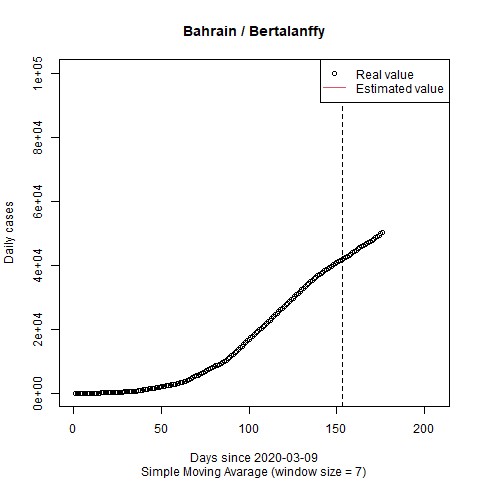 Bahrain / Bertalanffy
Real value
Estimated value
1e+05
8e+04
6e+04
4e+04
2e+04
0e+00
Daily cases
0 50 100 150 200
Days since 2020-03-09
Simple Moving Avarage (window size = 7)